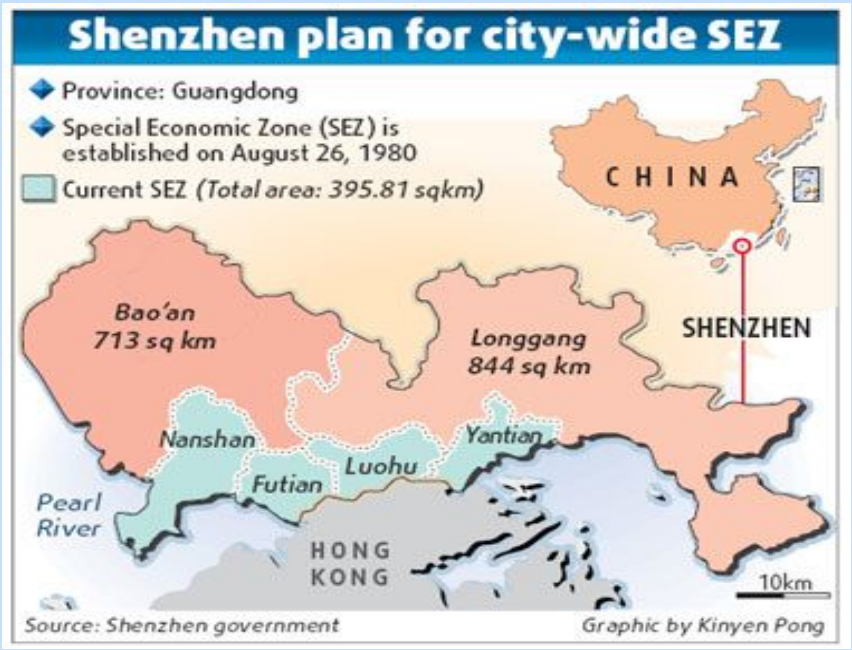 Shenzhen plan for city-wide SEZ
Province: Guangdong
Special Economic Zone (SEZ) is
established on August 26, 1980
Current SEZ (Total area: 395.81 sqkm)
CHINA
SHENZHEN
Bao'an
713 sq km
Longgang
844 sq km
Nanshan
Futian
Luohu
Yantian
Pearl
River
HONG
KONG
10km
Source: Shenzhen government
Graphic by Kinyen Pong